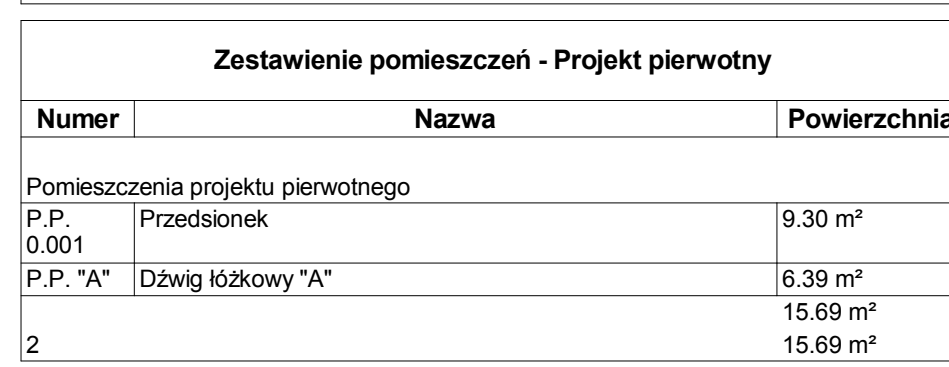 Zestawienie pomieszczeń - Projekt pierwotny
Numer Nazwa Powierzchnia
Pomieszczenia projektu pierwotnego
P.P. 0.001 Przedsionek 9.30 m²
P.P. "A" Dźwig łóżkowy "A" 6.39 m²
15.69 m²
2 15.69 m²